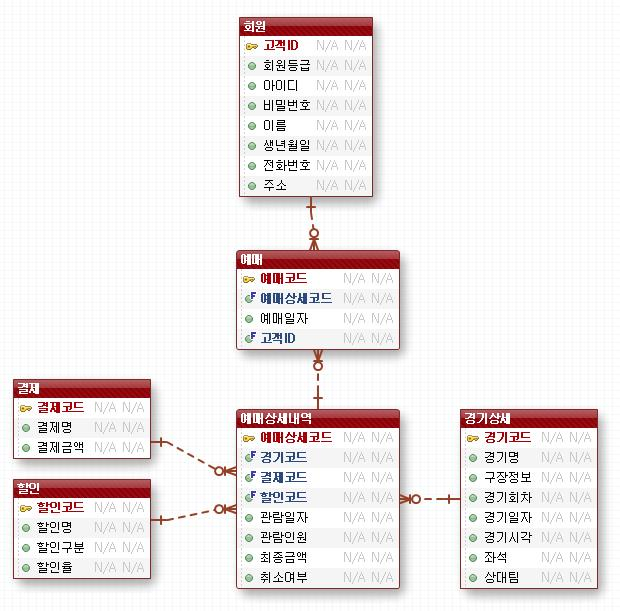 회원
고객ID N/A N/A
회원등급 N/A N/A
아이디 N/A N/A
비밀번호 N/A N/A
이름 N/A N/A
생년월일 N/A N/A
전화번호 N/A N/A
주소 N/A N/A
예매
예매코드 N/A N/A
F 예매상세코드 N/A N/A
예매일자 N/A N/A
F 고객ID N/A N/A
결제
결제코드 N/A N/A
결제명 N/A N/A
결제금액 N/A N/A
할인
할인코드 N/A N/A
할인명 N/A N/A
할인구분 N/A N/A
할인율 N/A N/A
예매상세내역
예매상세코드 N/A N/A
F 경기코드 N/A N/A
F 결제코드 N/A N/A
F 할인코드 N/A N/A
관람일자 N/A N/A
관람인원 N/A N/A
최종금액 N/A N/A
취소여부 N/A N/A
경기상세
경기코드 N/A N/A
경기명 N/A N/A
구장정보 N/A N/A
경기회차 N/A N/A
경기일자 N/A N/A
경기시각 N/A N/A
좌석 N/A N/A
상대팀 N/A N/A